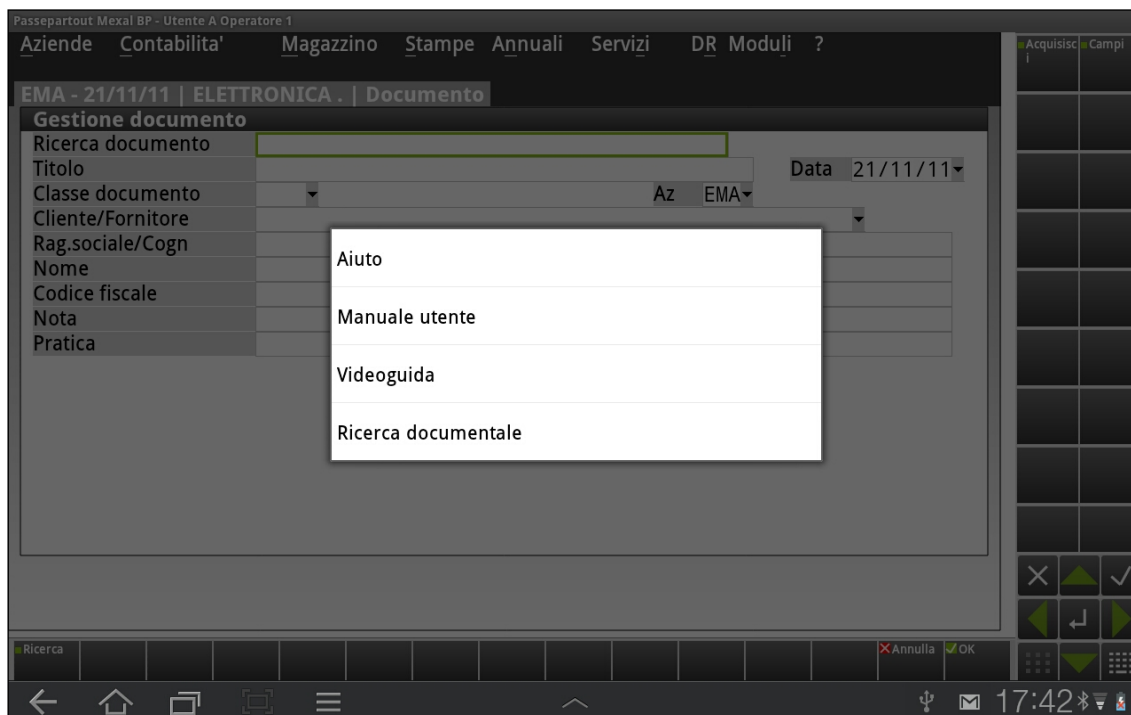 Passepartout Mexal BP - Utente A Operatore 1
Aziende Contabilita' Magazzino Stampe Annuali Servizi DR Moduli ?
Acquisisc
i
Campi
EMA - 21/11/11 | ELETTRONICA . | Documento
Gestione documento
Ricerca documento
Titolo Data 21/11/11
Classe documento Az EMA
Cliente/Fornitore
Rag.sociale/Cogn
Nome
Codice fiscale
Nota
Pratica
Aiuto
Manuale utente
Videoguida
Ricerca documentale
Ricerca Annulla OK
17:42